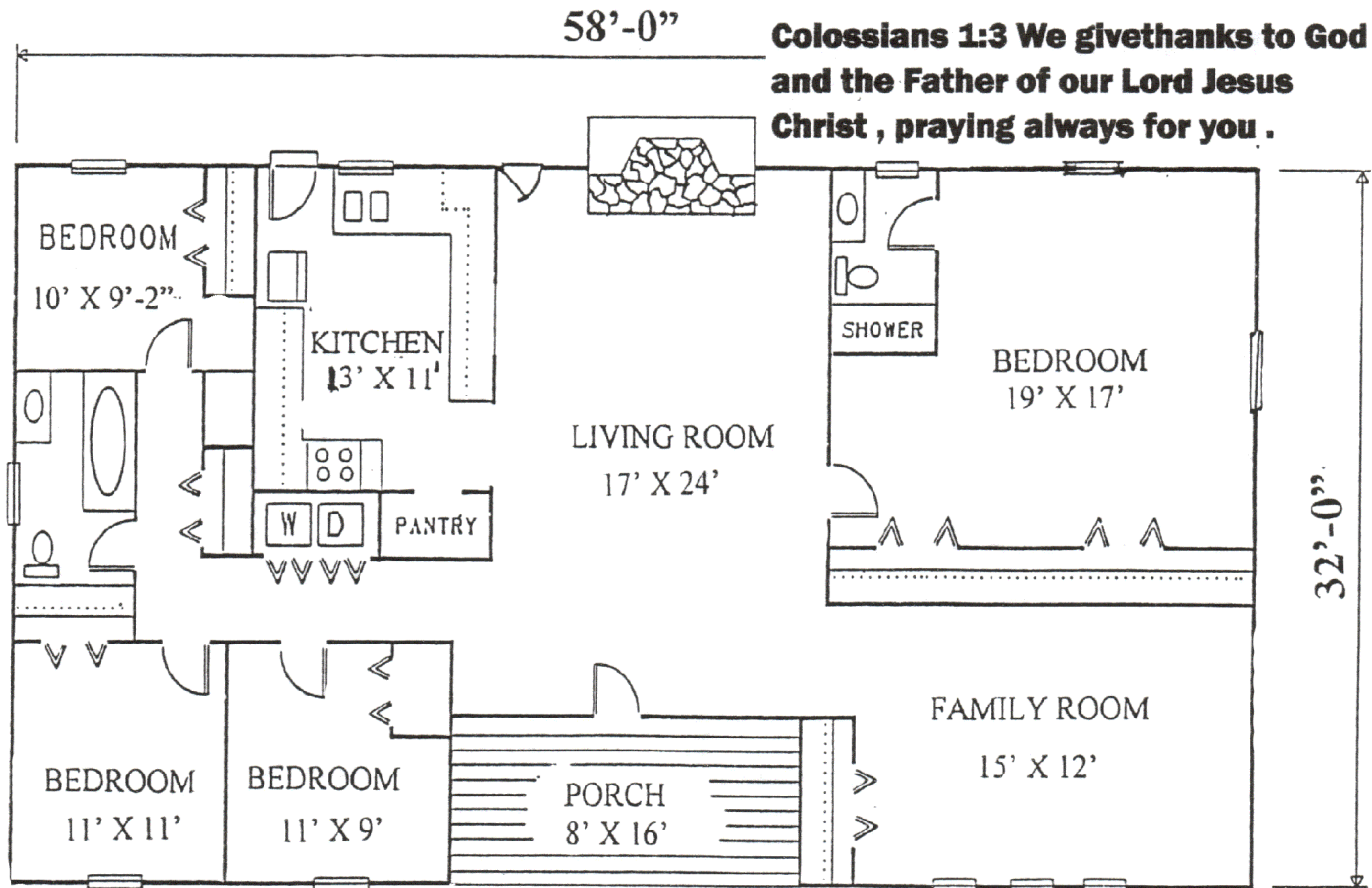 58’-0”
Colossians 1:3 We givethanks to God
and the Father of our Lord Jesus
Christ , praying always for you .
BEDROOM
10’ X 9’-2”
KITCHEN
13’ X 11'
SHOWER
BEDROOM
19’ X 17’
LIVING ROOM
17’ X 24’
W D PANTRY
32’-0”
FAMILY ROOM
15’ X 12’
BEDROOM
11’ X 11’
BEDROOM
11’ X 9’
PORCH
8’ X 16’